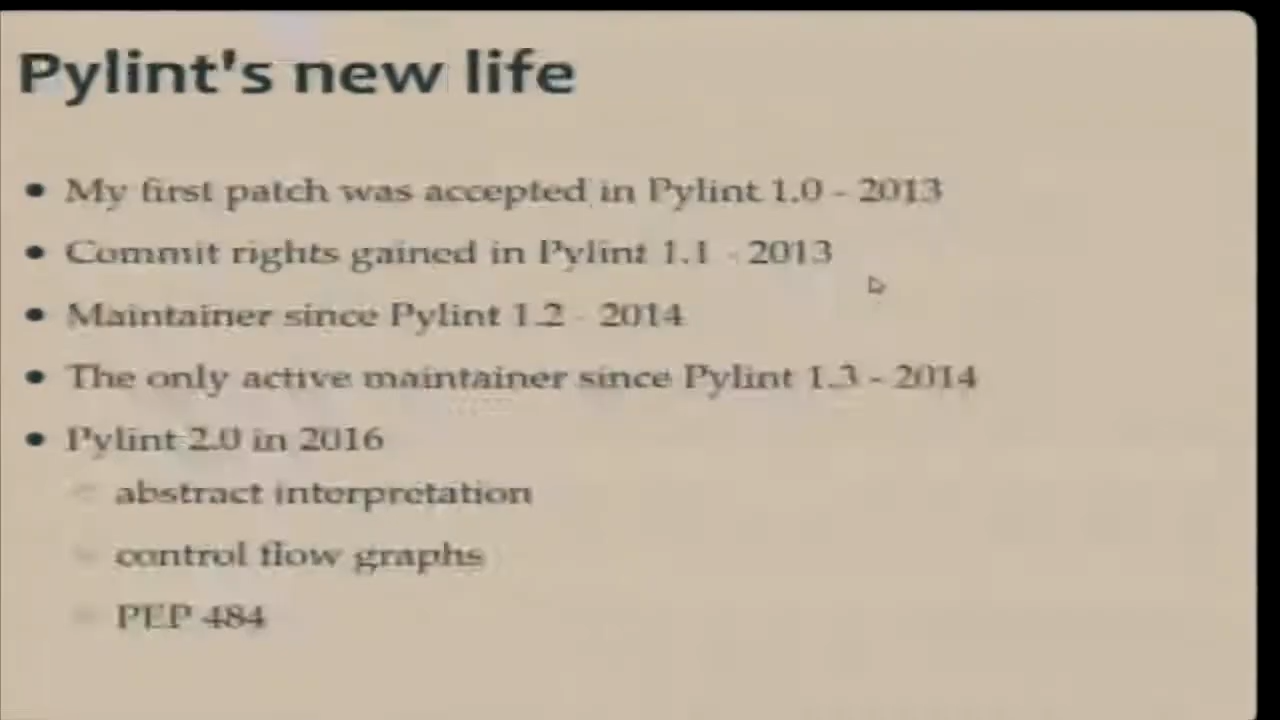 Pylint's new life
My first patch was accepted in Pylint 1.0 - 2013
Commit rights gained in Pylint 1.1 - 2013
Maintainer since Pylint 1.2 - 2014
The only active maintainer since Pylint 1.3 - 2014
Pylint 2.0 in 2016
abstract interpretation
control flow graphs
PEP 484